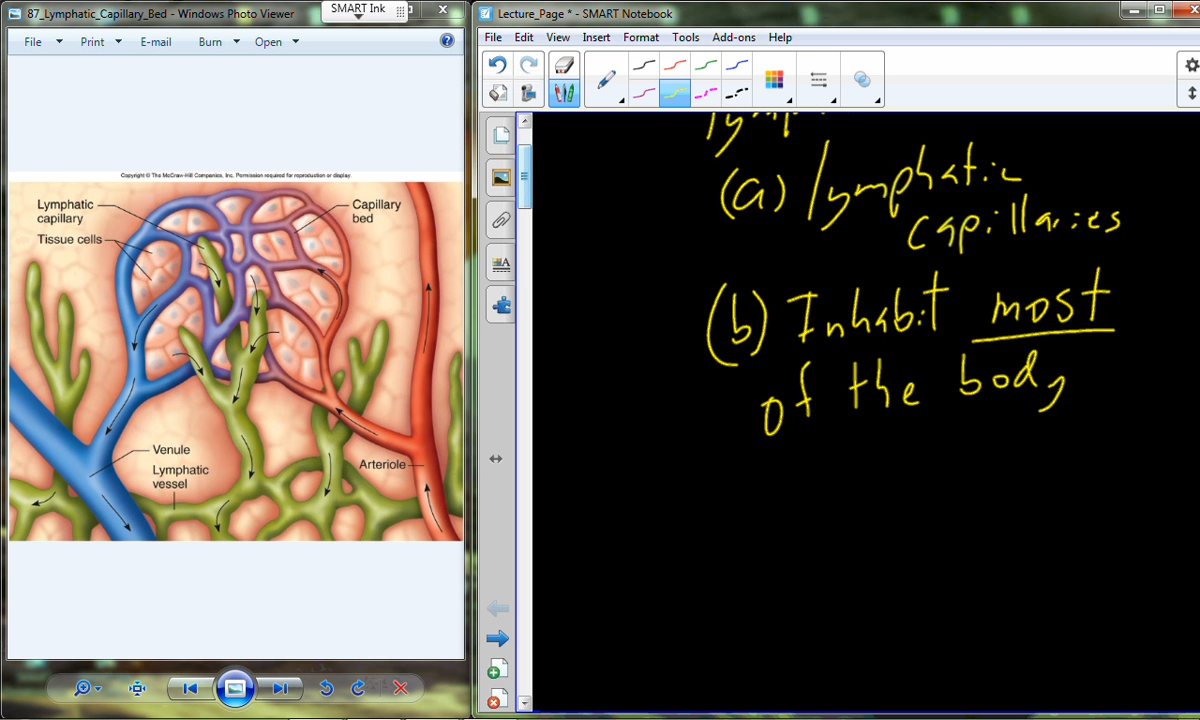 87_Lymphatic_Capillary_Bed - Windows Photo Viewer
SMART Ink
File Print E-mail Burn Open
Copyright © The McGraw-Hill Companies, Inc. Permission required for reproduction or display.
Lymphatic
capillary
Tissue cells
Capillary
bed
Venule
Lymphatic
vessel
Arteriole
Lecture_Page * - SMART Notebook
File Edit View Insert Format Tools Add-ons Help
(a) lymphatic
capillaries
(b) Inhabit most
of the body